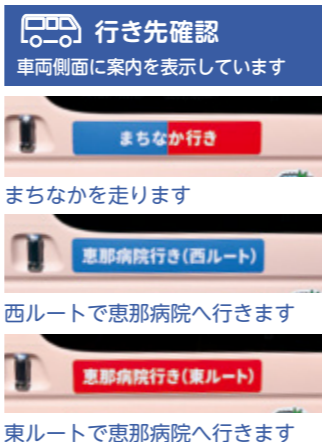 行き先確認
車両側面に案内を表示しています
まちなか行き
まちなかを走ります
恵那病院行き(西ルート)
西ルートで恵那病院へ行きます
恵那病院行き(東ルート)
東ルートで恵那病院へ行きます